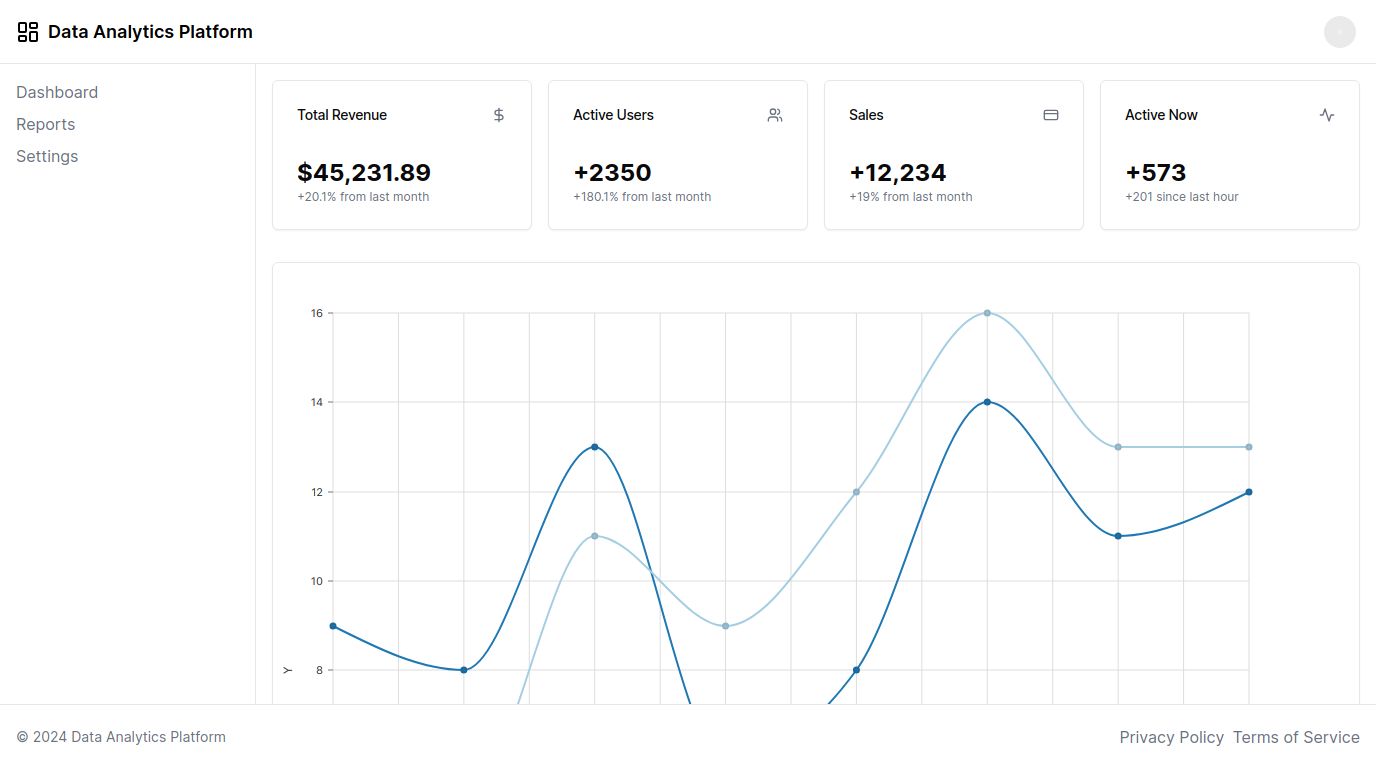 Data Analytics Platform
Dashboard
Reports
Settings
Total Revenue
$45,231.89
+20.1% from last month
Active Users
+2350
+180.1% from last month
Sales
+12,234
+19% from last month
Active Now
+573
+201 since last hour
16
14
12
10
8
Y
© 2024 Data Analytics Platform
Privacy Policy Terms of Service